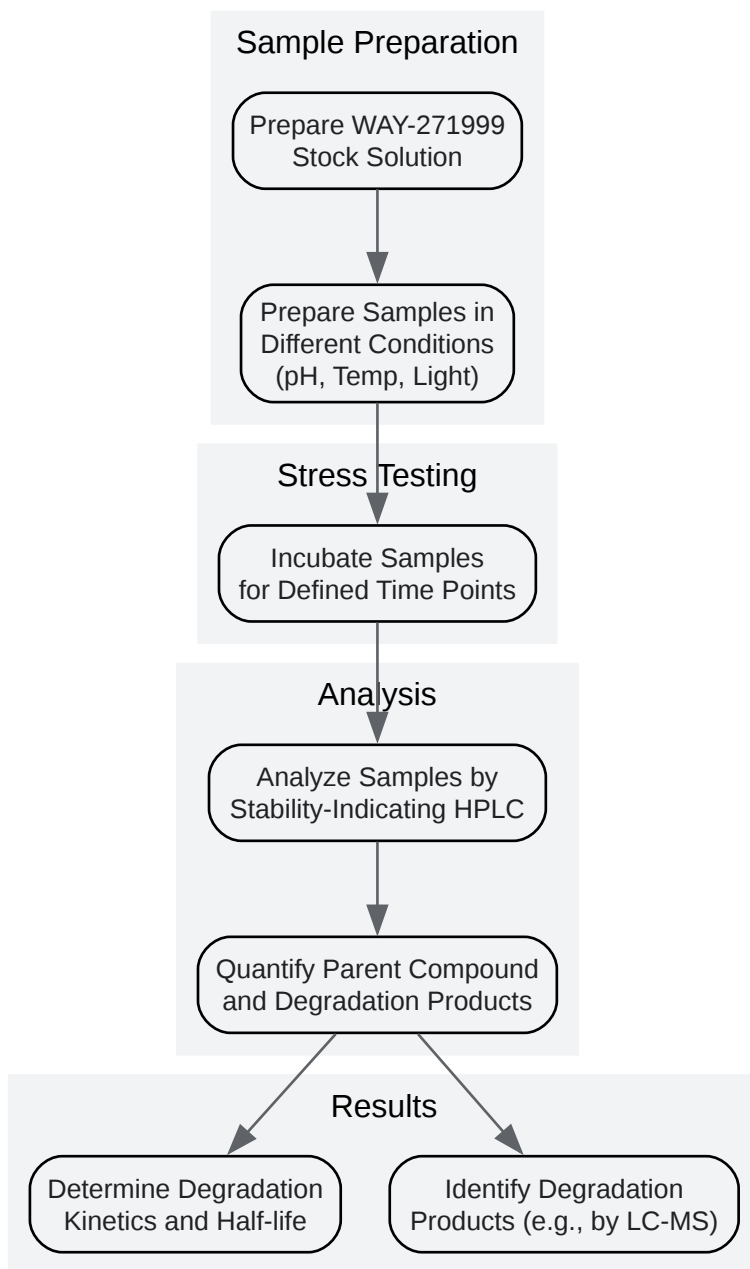 Sample Preparation
Prepare WAY-271999
Stock Solution
Prepare Samples in
Different Conditions
(pH, Temp, Light)
Stress Testing
Incubate Samples
for Defined Time Points
Analysis
Analyze Samples by
Stability-Indicating HPLC
Quantify Parent Compound
and Degradation Products
Results
Determine Degradation
Kinetics and Half-life
Identify Degradation
Products (e.g., by LC-MS)